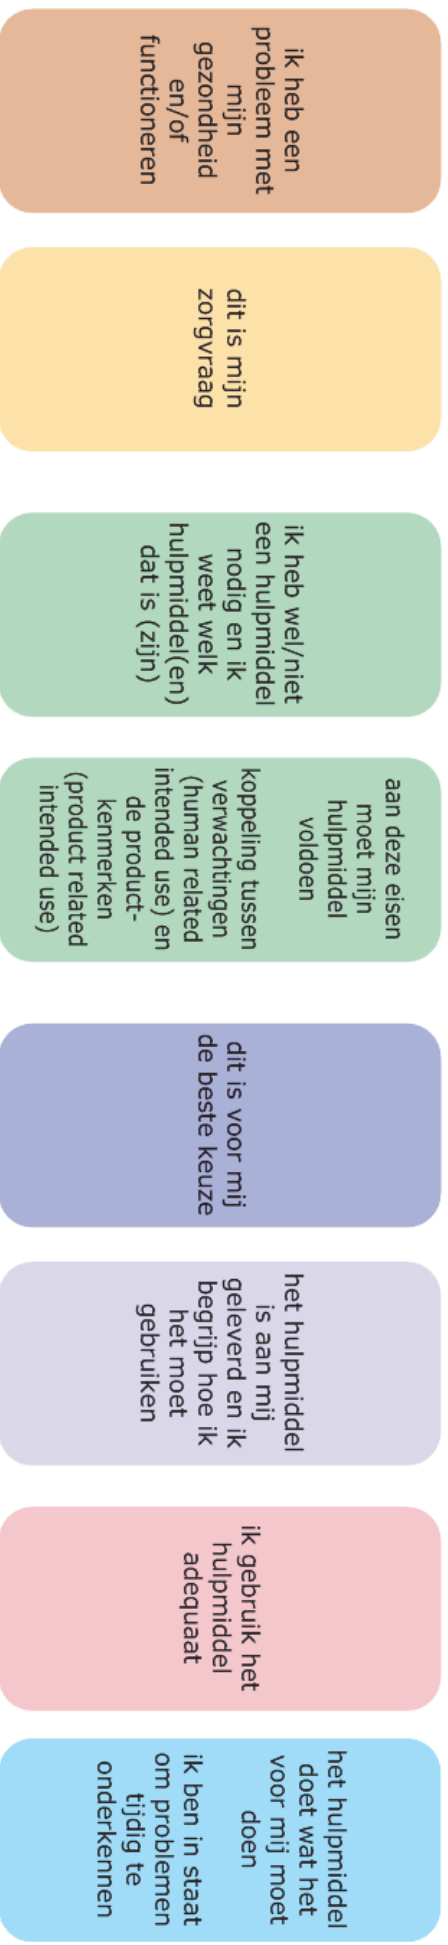 ik heb een
probleem met
mijn
gezondheid
en/of
functioneren
dit is mijn
zorgvraag
ik heb wel/niet
een hulpmiddel
nodig en ik
weet welk
hulpmiddel(en)
dat is (zijn)
aan deze eisen
moet mijn
hulpmiddel
voldoen
koppeling tussen
verwachtingen
(human related
intended use) en
de product-
kenmerken
(product related
intended use)
dit is voor mij
de beste keuze
het hulpmiddel
is aan mij
geleverd en ik
begrijp hoe ik
het moet
gebruiken
ik gebruik het
hulpmiddel
adequaat
het hulpmiddel
doet wat het
voor mij moet
doen
ik ben in staat
om problemen
tijdig te
onderkennen